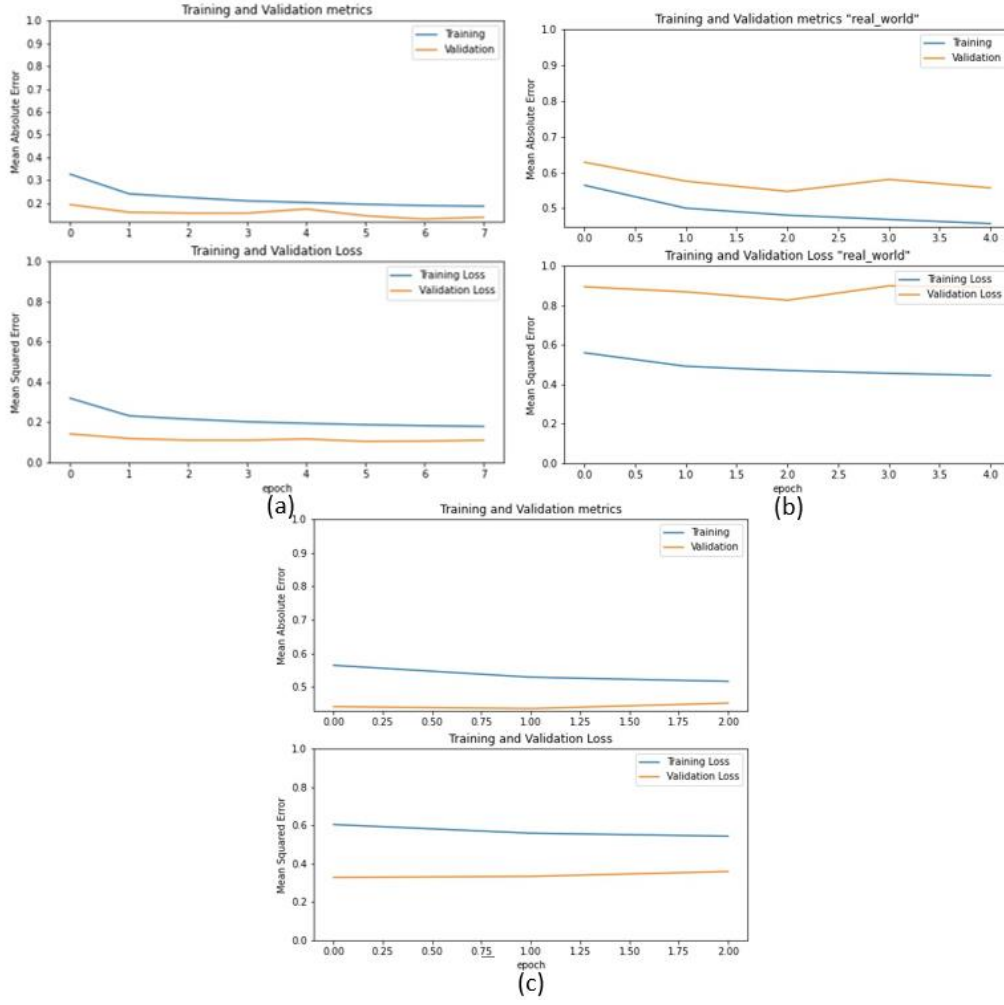 Training and Validation metrics
Training
Validation
Mean Absolute Error
1.0
0.9
0.8
0.7
0.6
0.5
0.4
0.3
0.2
0 1 2 3 4 5 6 7
Training and Validation Loss
Training Loss
Validation Loss
Mean Squared Error
1.0
0.8
0.6
0.4
0.2
0.0
0 1 2 3 4 5 6 7
epoch
(a)
Training and Validation metrics "real_world"
Training
Validation
Mean Absolute Error
1.0
0.9
0.8
0.7
0.6
0.5
0.0 0.5 1.0 1.5 2.0 2.5 3.0 3.5 4.0
Training and Validation Loss "real_world"
Training Loss
Validation Loss
Mean Squared Error
1.0
0.8
0.6
0.4
0.2
0.0
0.0 0.5 1.0 1.5 2.0 2.5 3.0 3.5 4.0
epoch
(b)
Training and Validation metrics
Training
Validation
Mean Absolute Error
1.0
0.9
0.8
0.7
0.6
0.5
0.00 0.25 0.50 0.75 1.00 1.25 1.50 1.75 2.00
Training and Validation Loss
Training Loss
Validation Loss
Mean Squared Error
1.0
0.8
0.6
0.4
0.2
0.0
0.00 0.25 0.50 0.75 1.00 1.25 1.50 1.75 2.00
epoch
(c)